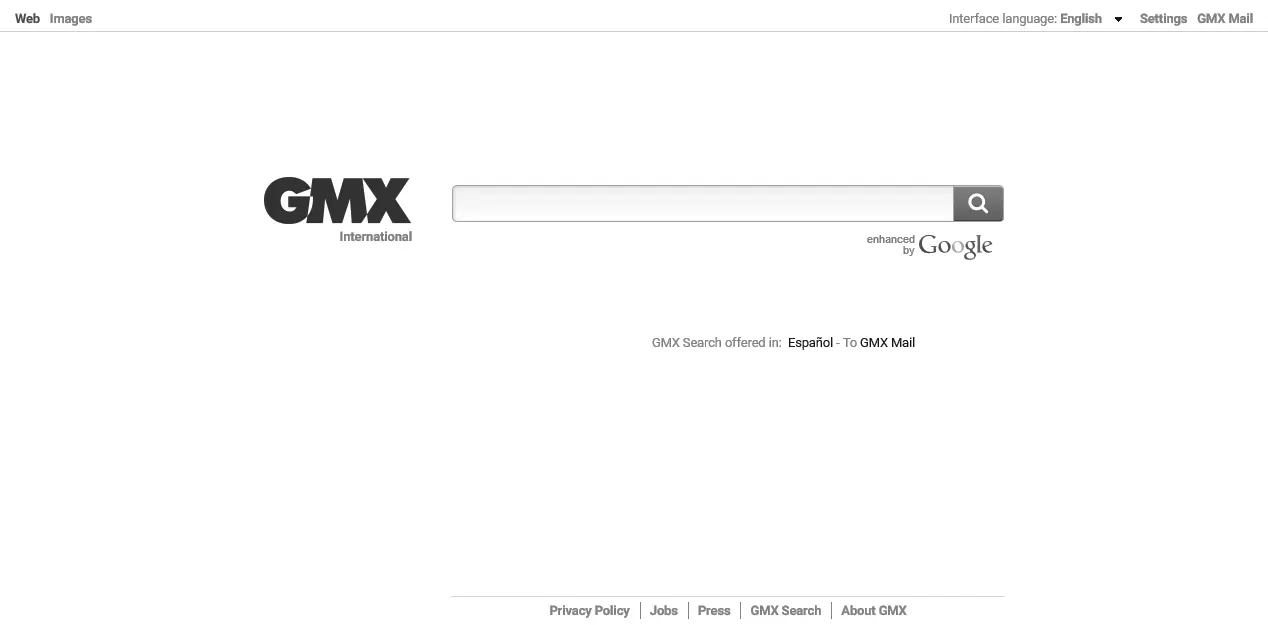 Web Images Interface language: English Settings GMX Mail
GMX
International
enhanced
by Google
GMX Search offered in: Español - To GMX Mail
Privacy Policy Jobs Press GMX Search About GMX